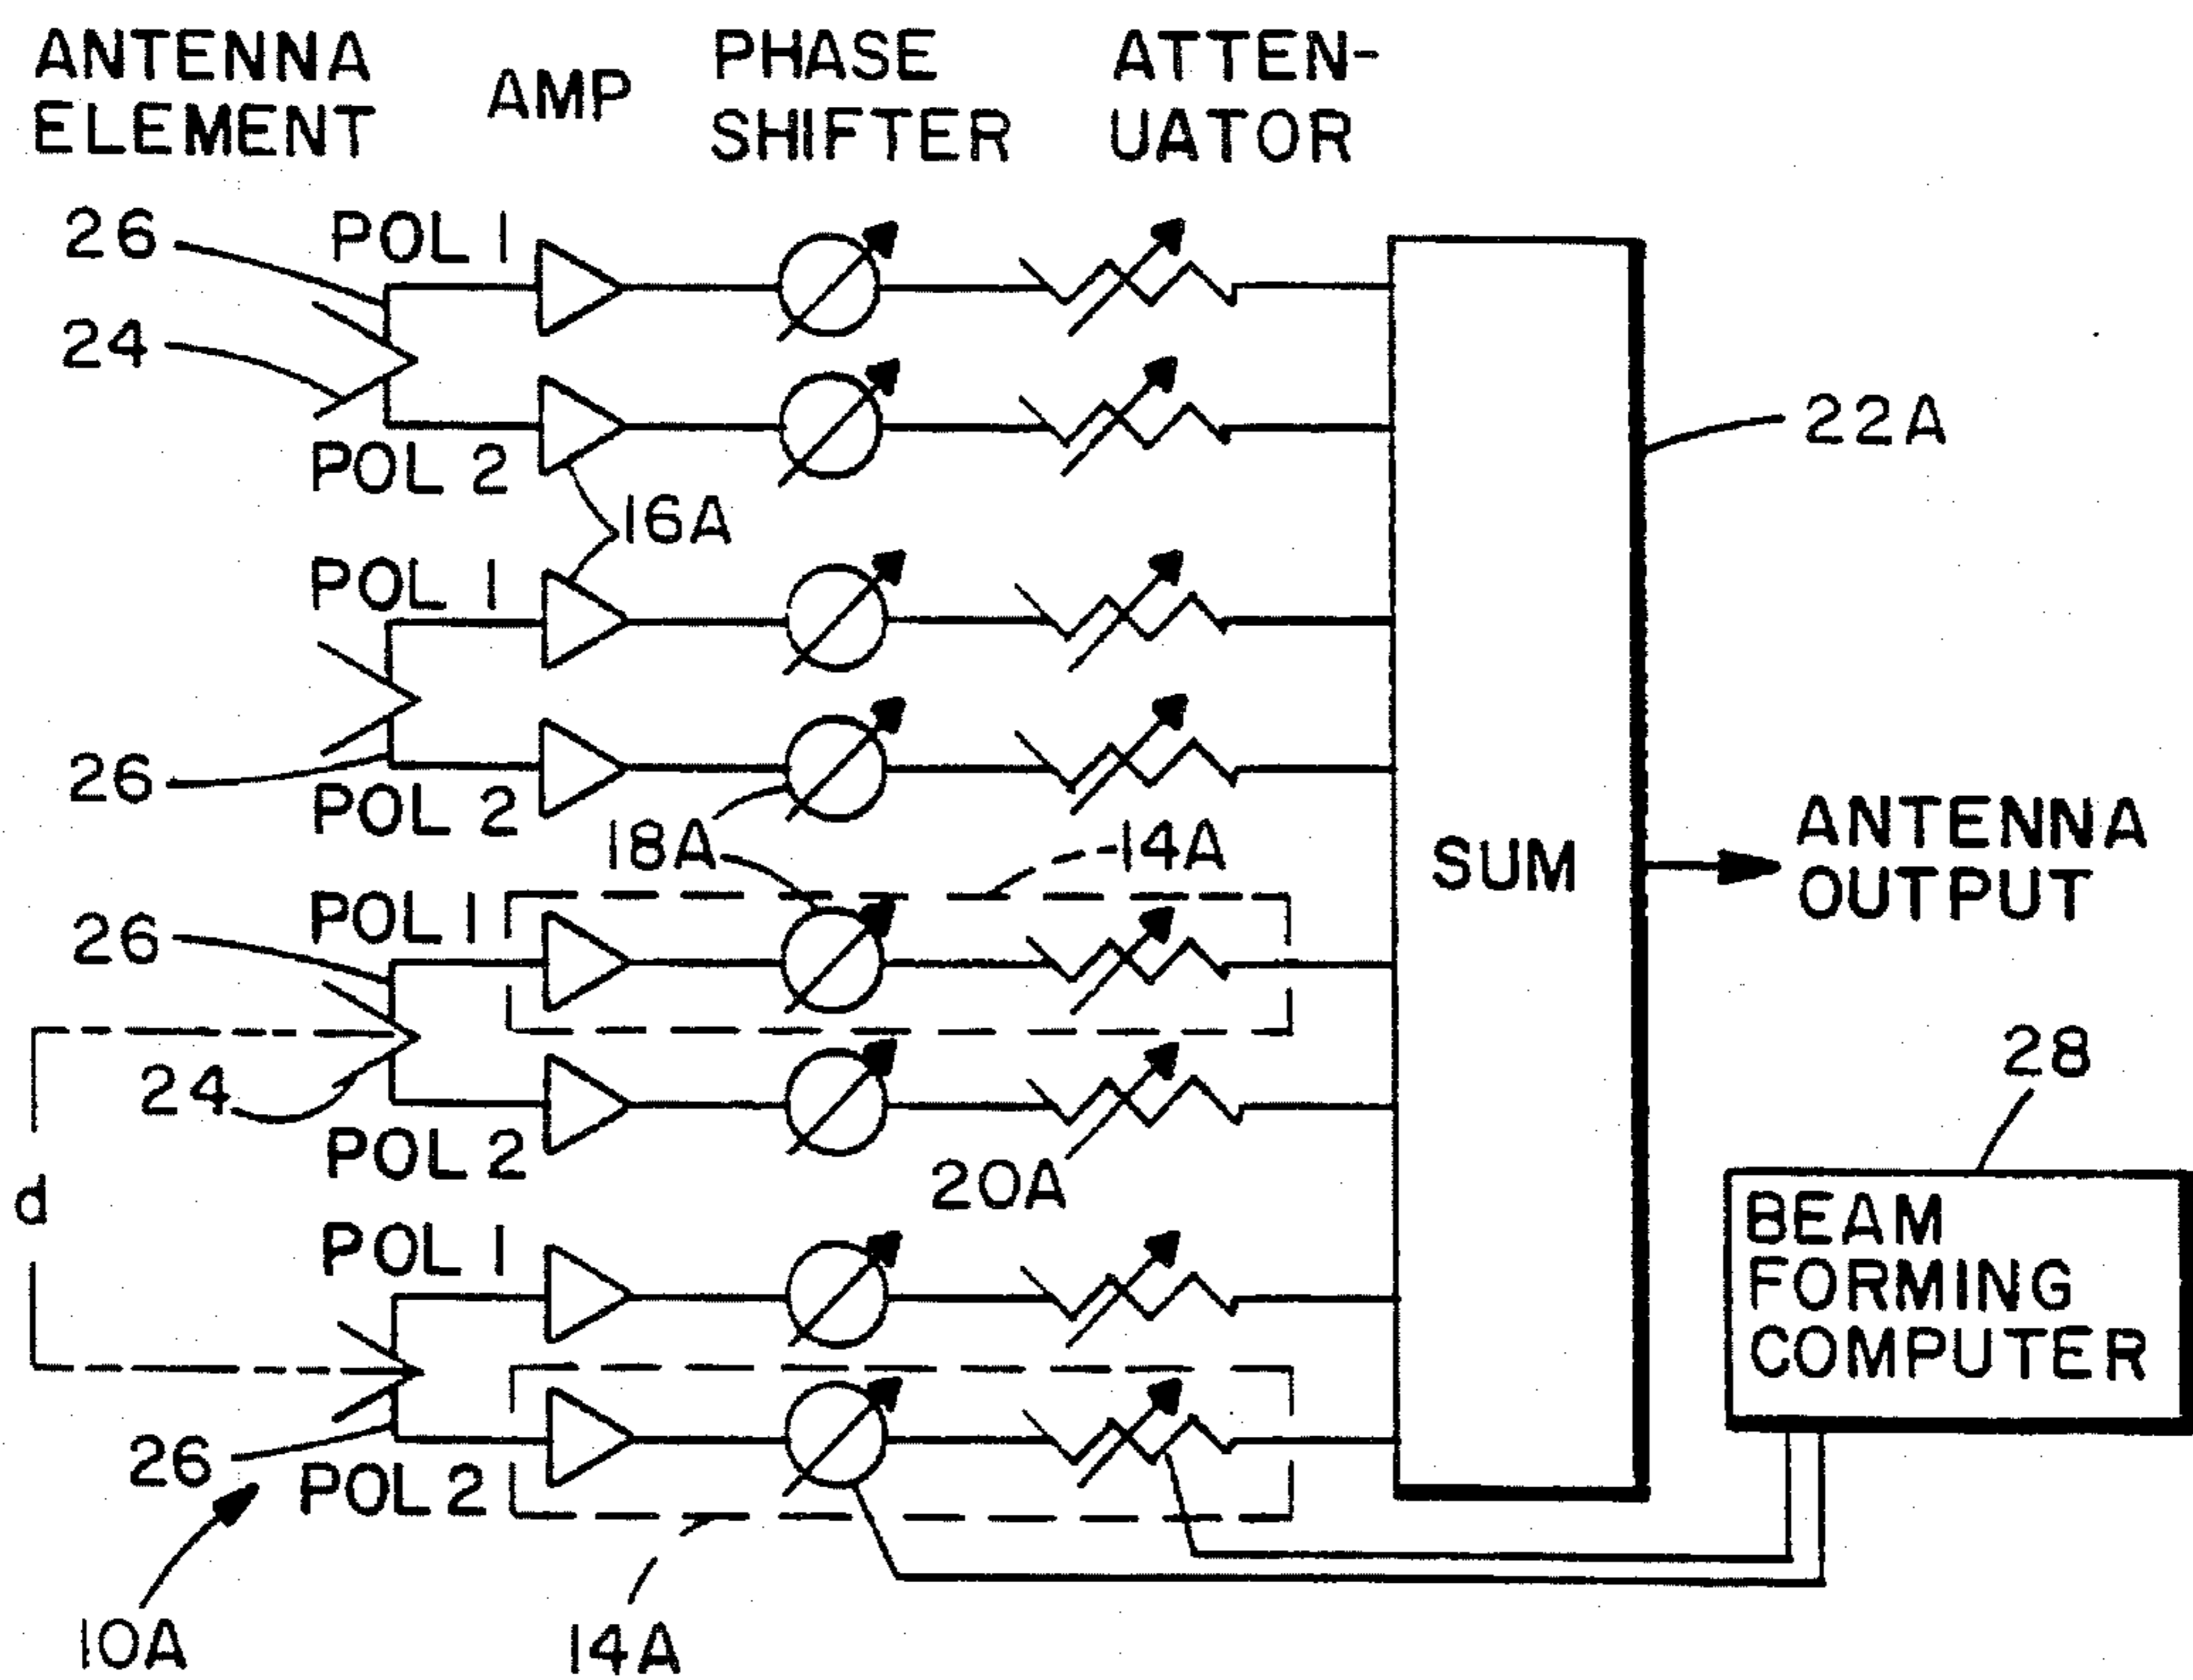 ANTENNA ELEMENT
AMP
PHASE SHIFTER
ATTEN-
UATOR
26
POL 1
24
POL 2
22A
16A
POL 1
26
POL 2
18A
14A
SUM
ANTENNA
OUTPUT
POL 1
26
24
POL 2
20A
28
d
BEAM
FORMING
COMPUTER
POL 1
26
POL 2
10A
14A